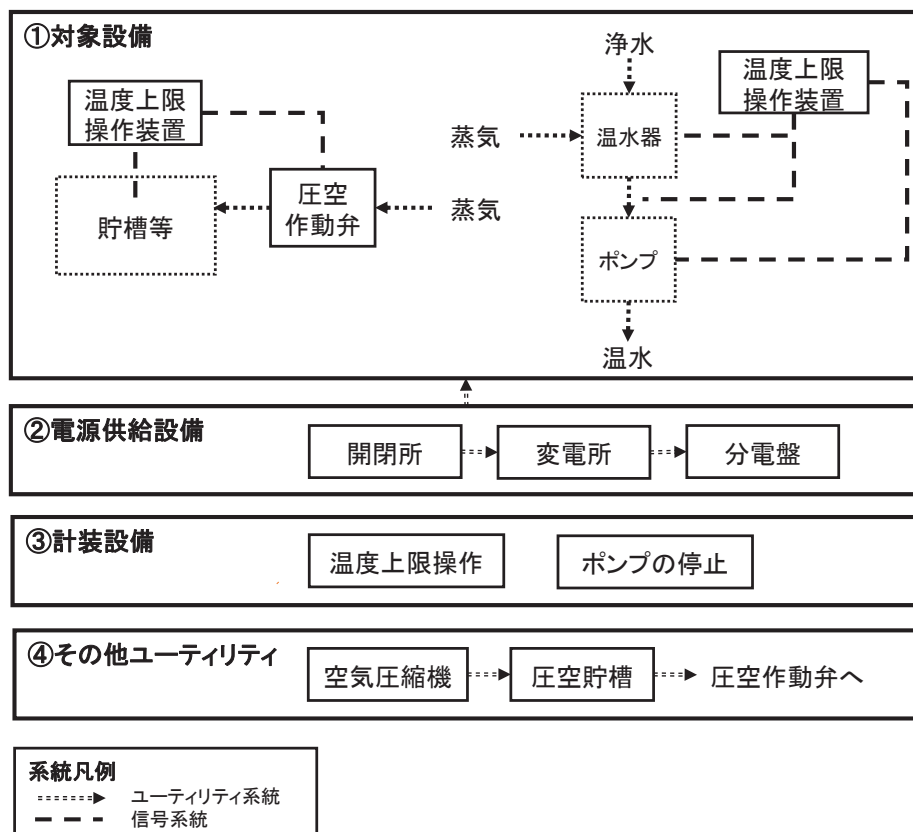 ①対象設備
浄水
温度上限
操作装置
温度上限
操作装置
蒸気
温水器
圧空
作動弁
蒸気
貯槽等
ポンプ
温水
②電源供給設備
開閉所
変電所
分電盤
③計装設備
温度上限操作
ポンプの停止
④その他ユーティリティ
空気圧縮機
圧空貯槽
圧空作動弁へ
系統凡例
ユーティリティ系統
信号系統